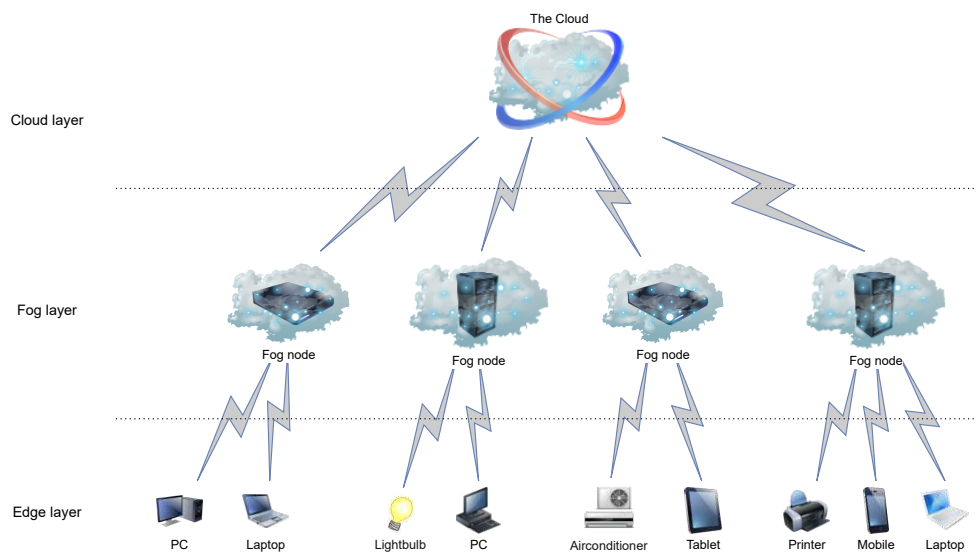 The Cloud
Cloud layer
Fog layer
Fog node
Fog node
Fog node
Fog node
Edge layer
PC
Laptop
Lightbulb
PC
Airconditioner
Tablet
Printer
Mobile
Laptop